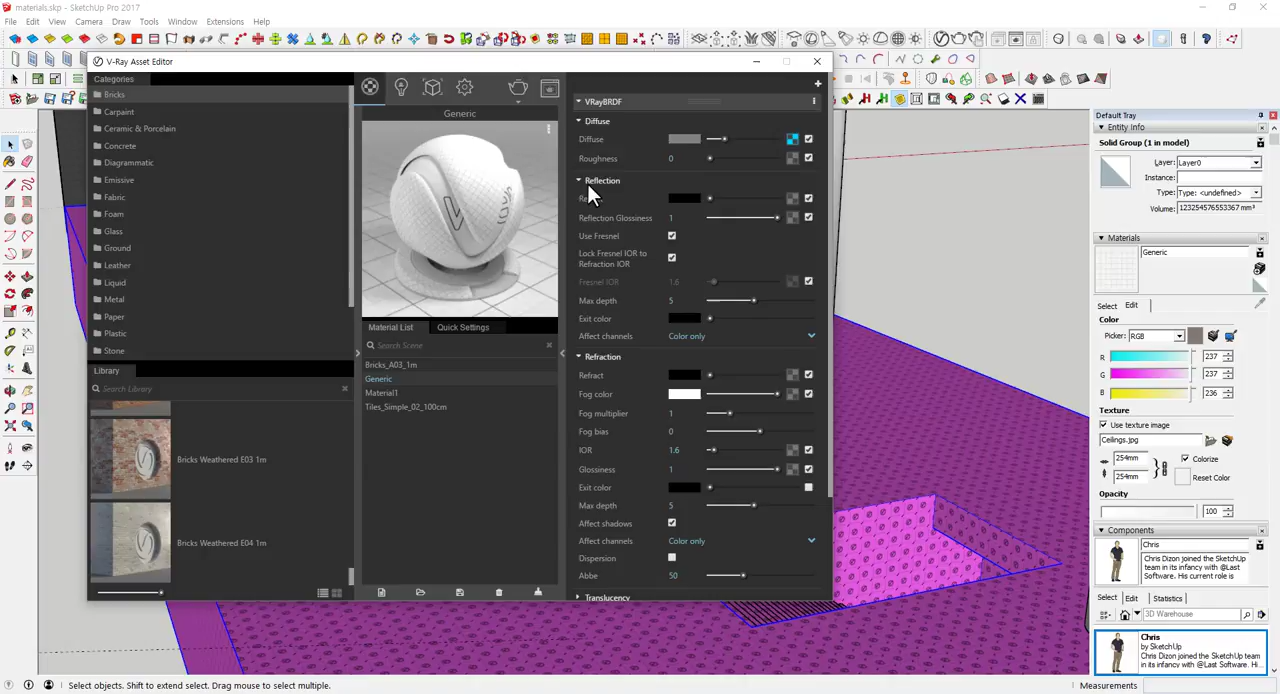 materials.skp - SketchUp Pro 2017
File Edit View Camera Draw Tools Window Extensions Help
V-Ray Asset Editor
Categories
Bricks
Carpaint
Ceramic & Porcelain
Concrete
Diagrammatic
Emissive
Fabric
Foam
Glass
Ground
Leather
Liquid
Metal
Paper
Plastic
Stone
Library
Search Library
Bricks Weathered E03 1m
Bricks Weathered E04 1m
Generic
Material List Quick Settings
Search Scene
Bricks_A03_1m
Generic
Material1
Tiles_Simple_02_100cm
VRayBRDF
Diffuse
Diffuse
Roughness 0
Reflection
Reflection Glossiness 1
Use Fresnel
Lock Fresnel IOR to
Refraction IOR
Fresnel IOR 1.6
Max depth 5
Exit color
Affect channels Color only
Refraction
Refract
Fog color
Fog multiplier 1
Fog bias 0
IOR 1.6
Glossiness 1
Exit color
Max depth 5
Affect shadows
Affect channels Color only
Dispersion
Abbe 50
Translucency
Default Tray
Entity Info
Solid Group (1 in model)
Layer: Layer0
Instance:
Type: Type: <undefined>
Volume: 123254576553367 mm³
Materials
Generic
Select Edit
Color
Picker: RGB
R 237
G 237
B 236
Texture
Use texture image
Ceilings.jpg
254mm
Colorize
254mm
Reset Color
Opacity
100
Components
Chris
Chris Dizon joined the SketchUp
team in its infancy with @Last
Software. His current role is
Select Edit Statistics
3D Warehouse
Chris
by SketchUp
Chris Dizon joined the SketchUp
team in its infancy with @Last Software. Hi...
Select objects. Shift to extend select. Drag mouse to select multiple.
Measurements